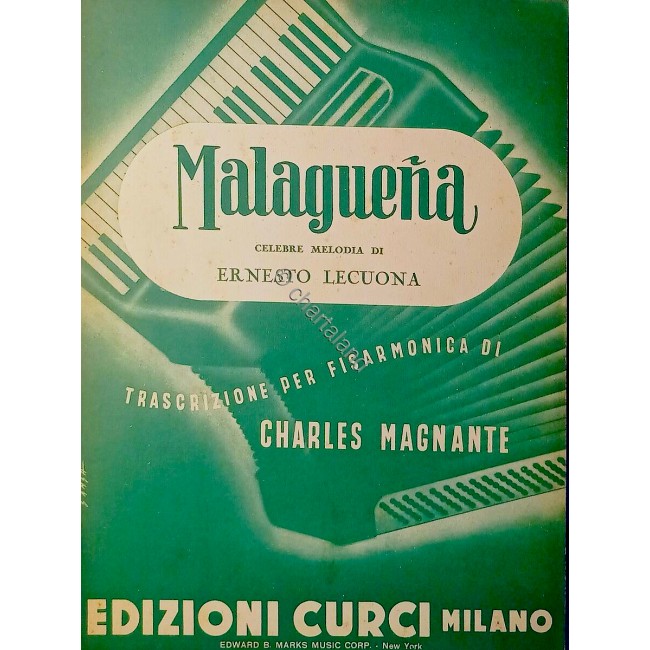 Malagueña
CELEBRE MELODIA DI
ERNESTO LECUONA
© chartaland
TRASCRIZIONE PER FISARMONICA DI
CHARLES MAGNANTE
EDIZIONI CURCI MILANO
EDWARD B. MARKS MUSIC CORP. - New York